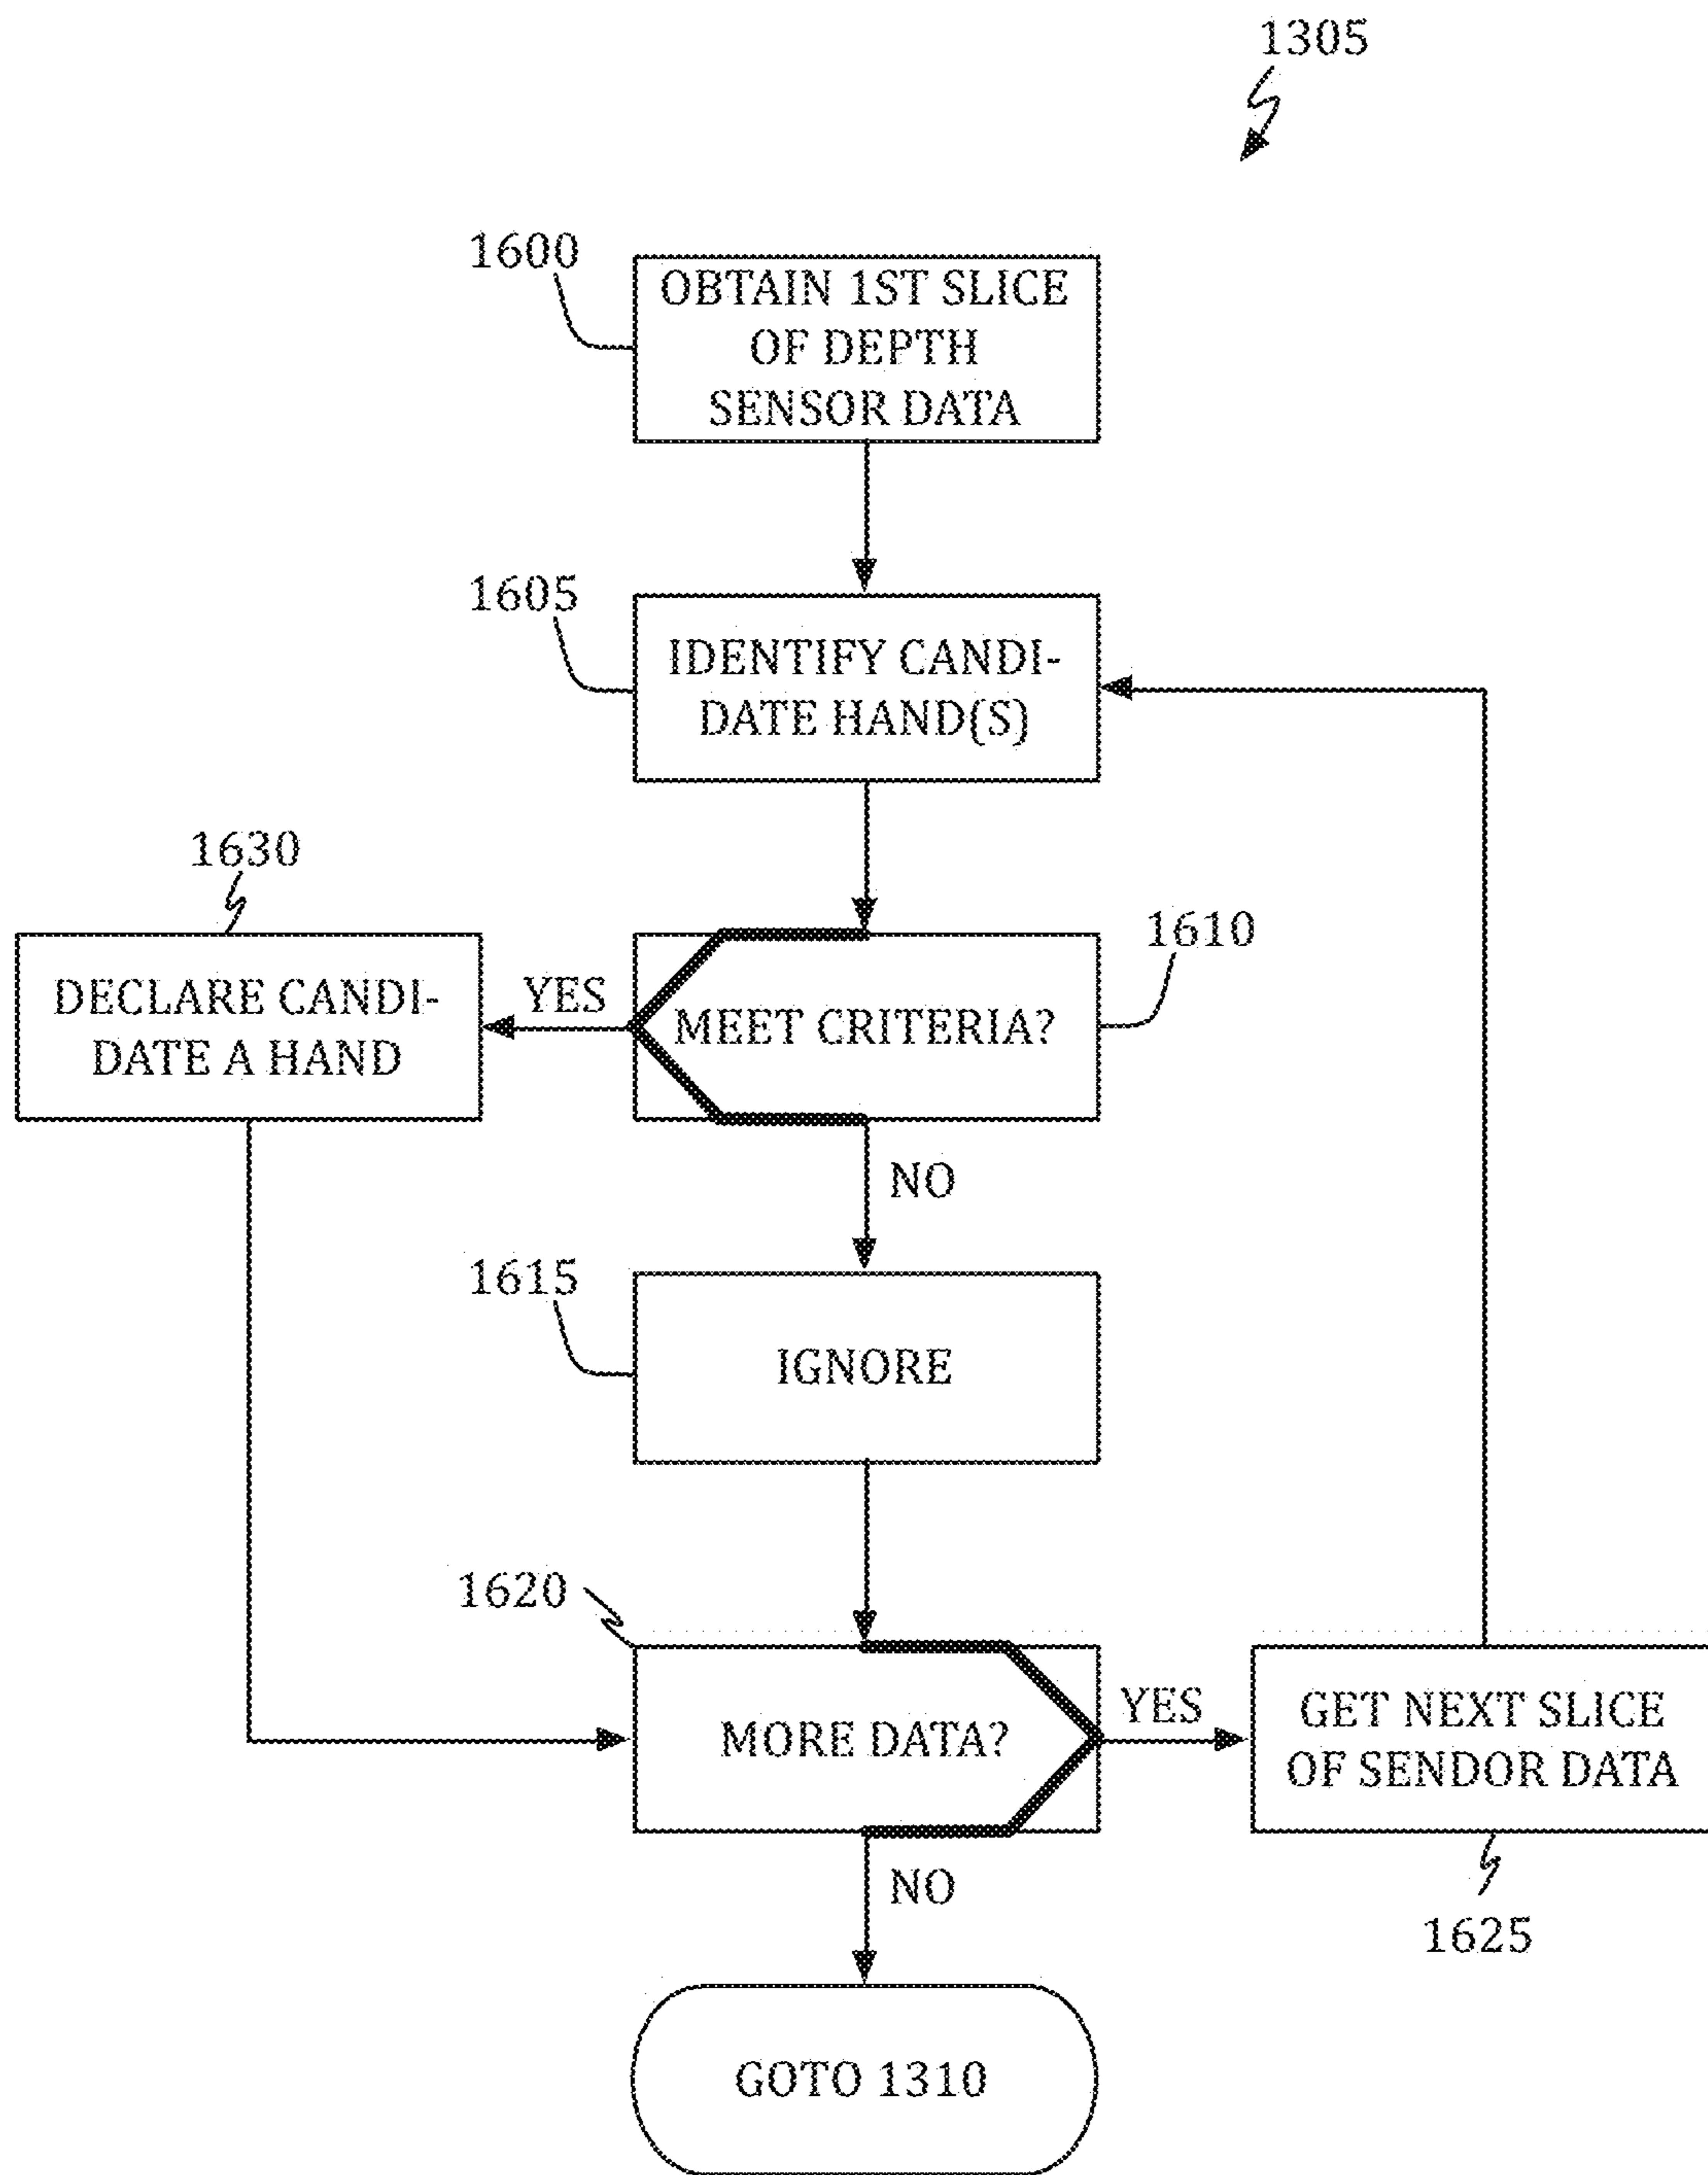 1305
1600
OBTAIN 1ST SLICE
OF DEPTH
SENSOR DATA
1605
IDENTIFY CANDI-
DATE HAND(S)
1630
DECLARE CANDI-
DATE A HAND
YES
MEET CRITERIA?
1610
NO
1615
IGNORE
1620
MORE DATA?
YES
GET NEXT SLICE
OF SENDOR DATA
1625
NO
GOTO 1310